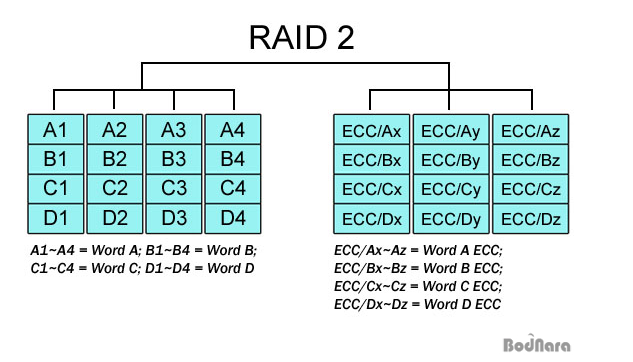 RAID 2
A1 A2 A3 A4 ECC/Ax ECC/Ay ECC/Az
B1 B2 B3 B4 ECC/Bx ECC/By ECC/Bz
C1 C2 C3 C4 ECC/Cx ECC/Cy ECC/Cz
D1 D2 D3 D4 ECC/Dx ECC/Dy ECC/Dz
A1~A4 = Word A; B1~B4 = Word B;
C1~C4 = Word C; D1~D4 = Word D
ECC/Ax~Az = Word A ECC;
ECC/Bx~Bz = Word B ECC;
ECC/Cx~Cz = Word C ECC;
ECC/Dx~Dz = Word D ECC
BodNara